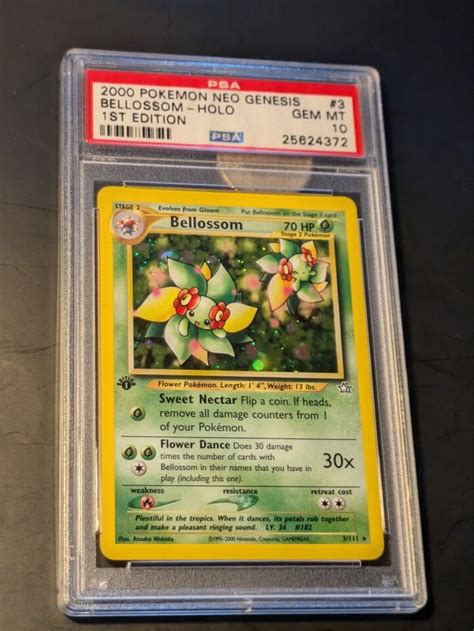 PSA
2000 POKEMON NEO GENESIS #3
BELLOSSOM - HOLO GEM MT
1ST EDITION PSA 10
25624372
STAGE 2 Evolves from Gloom Put Bellossom on the Stage 1 card
Bellossom 70 HP
Stage 2 Pokémon
Flower Pokémon. Length: 1' 4", Weight: 13 lbs.
Sweet Nectar Flip a coin. If heads,
remove all damage counters from 1
of your Pokémon.
Flower Dance Does 30 damage
times the number of cards with
Bellossom in their names that you have in
play (including this one).
30x
weakness resistance retreat cost
Plentiful in the tropics. When it dances, its petals rub together
and make a pleasant ringing sound. LV. 36 #182
Illus. Atsuko Nishida ©1995-2000 Nintendo, Creatures, GAMEFREAK. 3/111